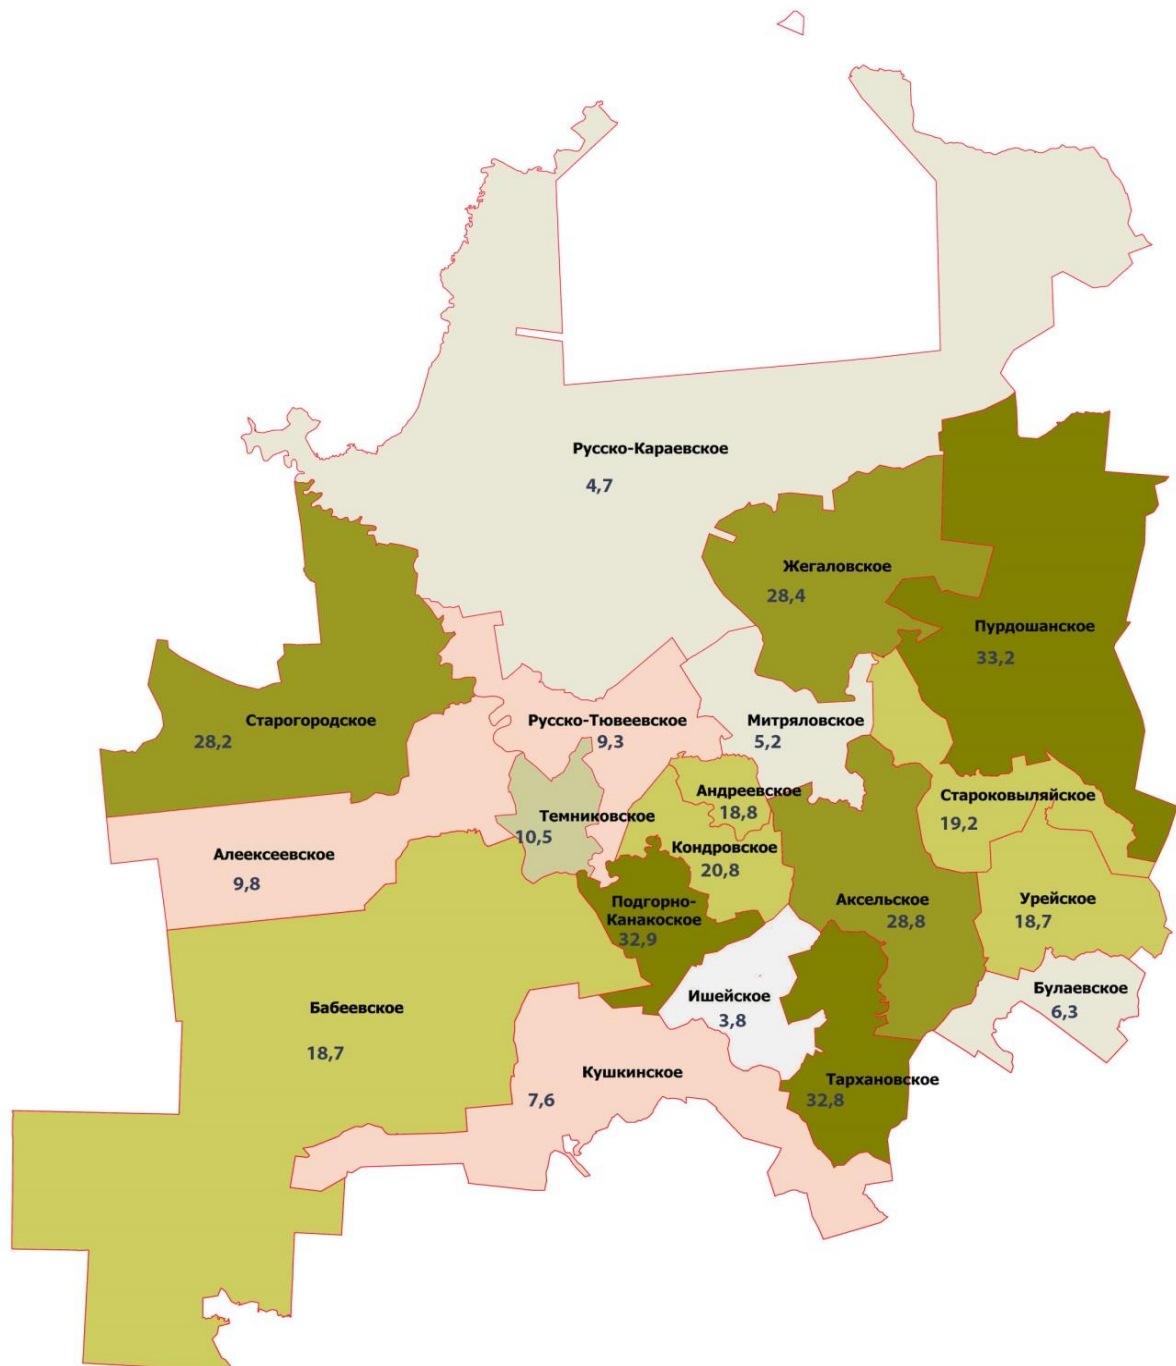 Русско-Караевское
4,7
Жегаловское
28,4
Пурдошанское
33,2
Старогородское
28,2
Русско-Тювеевское
9,3
Митряловское
5,2
Андреевское
18,8
Староковыляйское
19,2
Темниковское
10,5
Алеексеевское
9,8
Кондровское
20,8
Подгорно-
Канакоское
32,9
Аксельское
28,8
Урейское
18,7
Ишейское
3,8
Булаевское
6,3
Бабеевское
18,7
Кушкинское
7,6
Тархановское
32,8